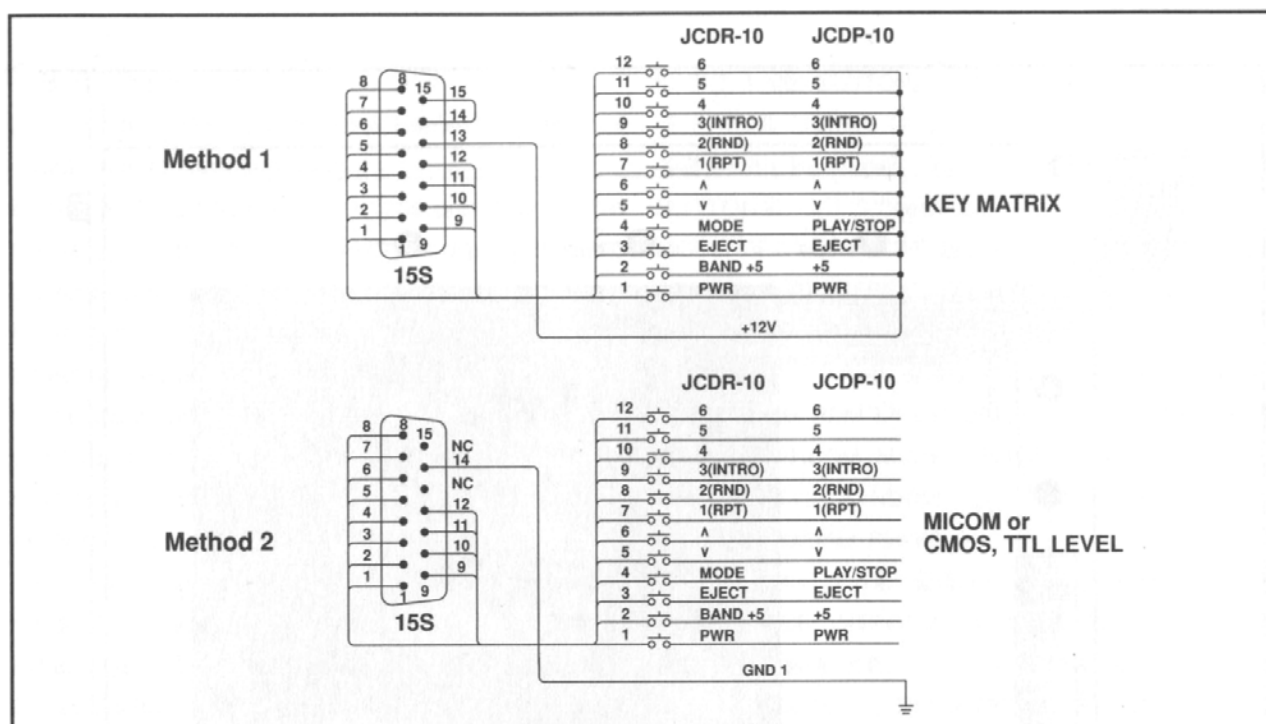 JCDR-10 JCDP-10
Method 1
8 8 15 15
7 14
6 13
5 12
4 11
3 10
2 9
1 1 9
15S
12 6 6
11 5 5
10 4 4
9 3(INTRO) 3(INTRO)
8 2(RND) 2(RND)
7 1(RPT) 1(RPT)
6 ∧ ∧
5 ∨ ∨
4 MODE PLAY/STOP
3 EJECT EJECT
2 BAND +5 +5
1 PWR PWR
+12V
KEY MATRIX
JCDR-10 JCDP-10
Method 2
8 8 15 NC
7 14
6 NC
5 12
4 11
3 10
2 9
1 1 9
15S
12 6 6
11 5 5
10 4 4
9 3(INTRO) 3(INTRO)
8 2(RND) 2(RND)
7 1(RPT) 1(RPT)
6 ∧ ∧
5 ∨ ∨
4 MODE PLAY/STOP
3 EJECT EJECT
2 BAND +5 +5
1 PWR PWR
GND 1
MICOM or
CMOS, TTL LEVEL